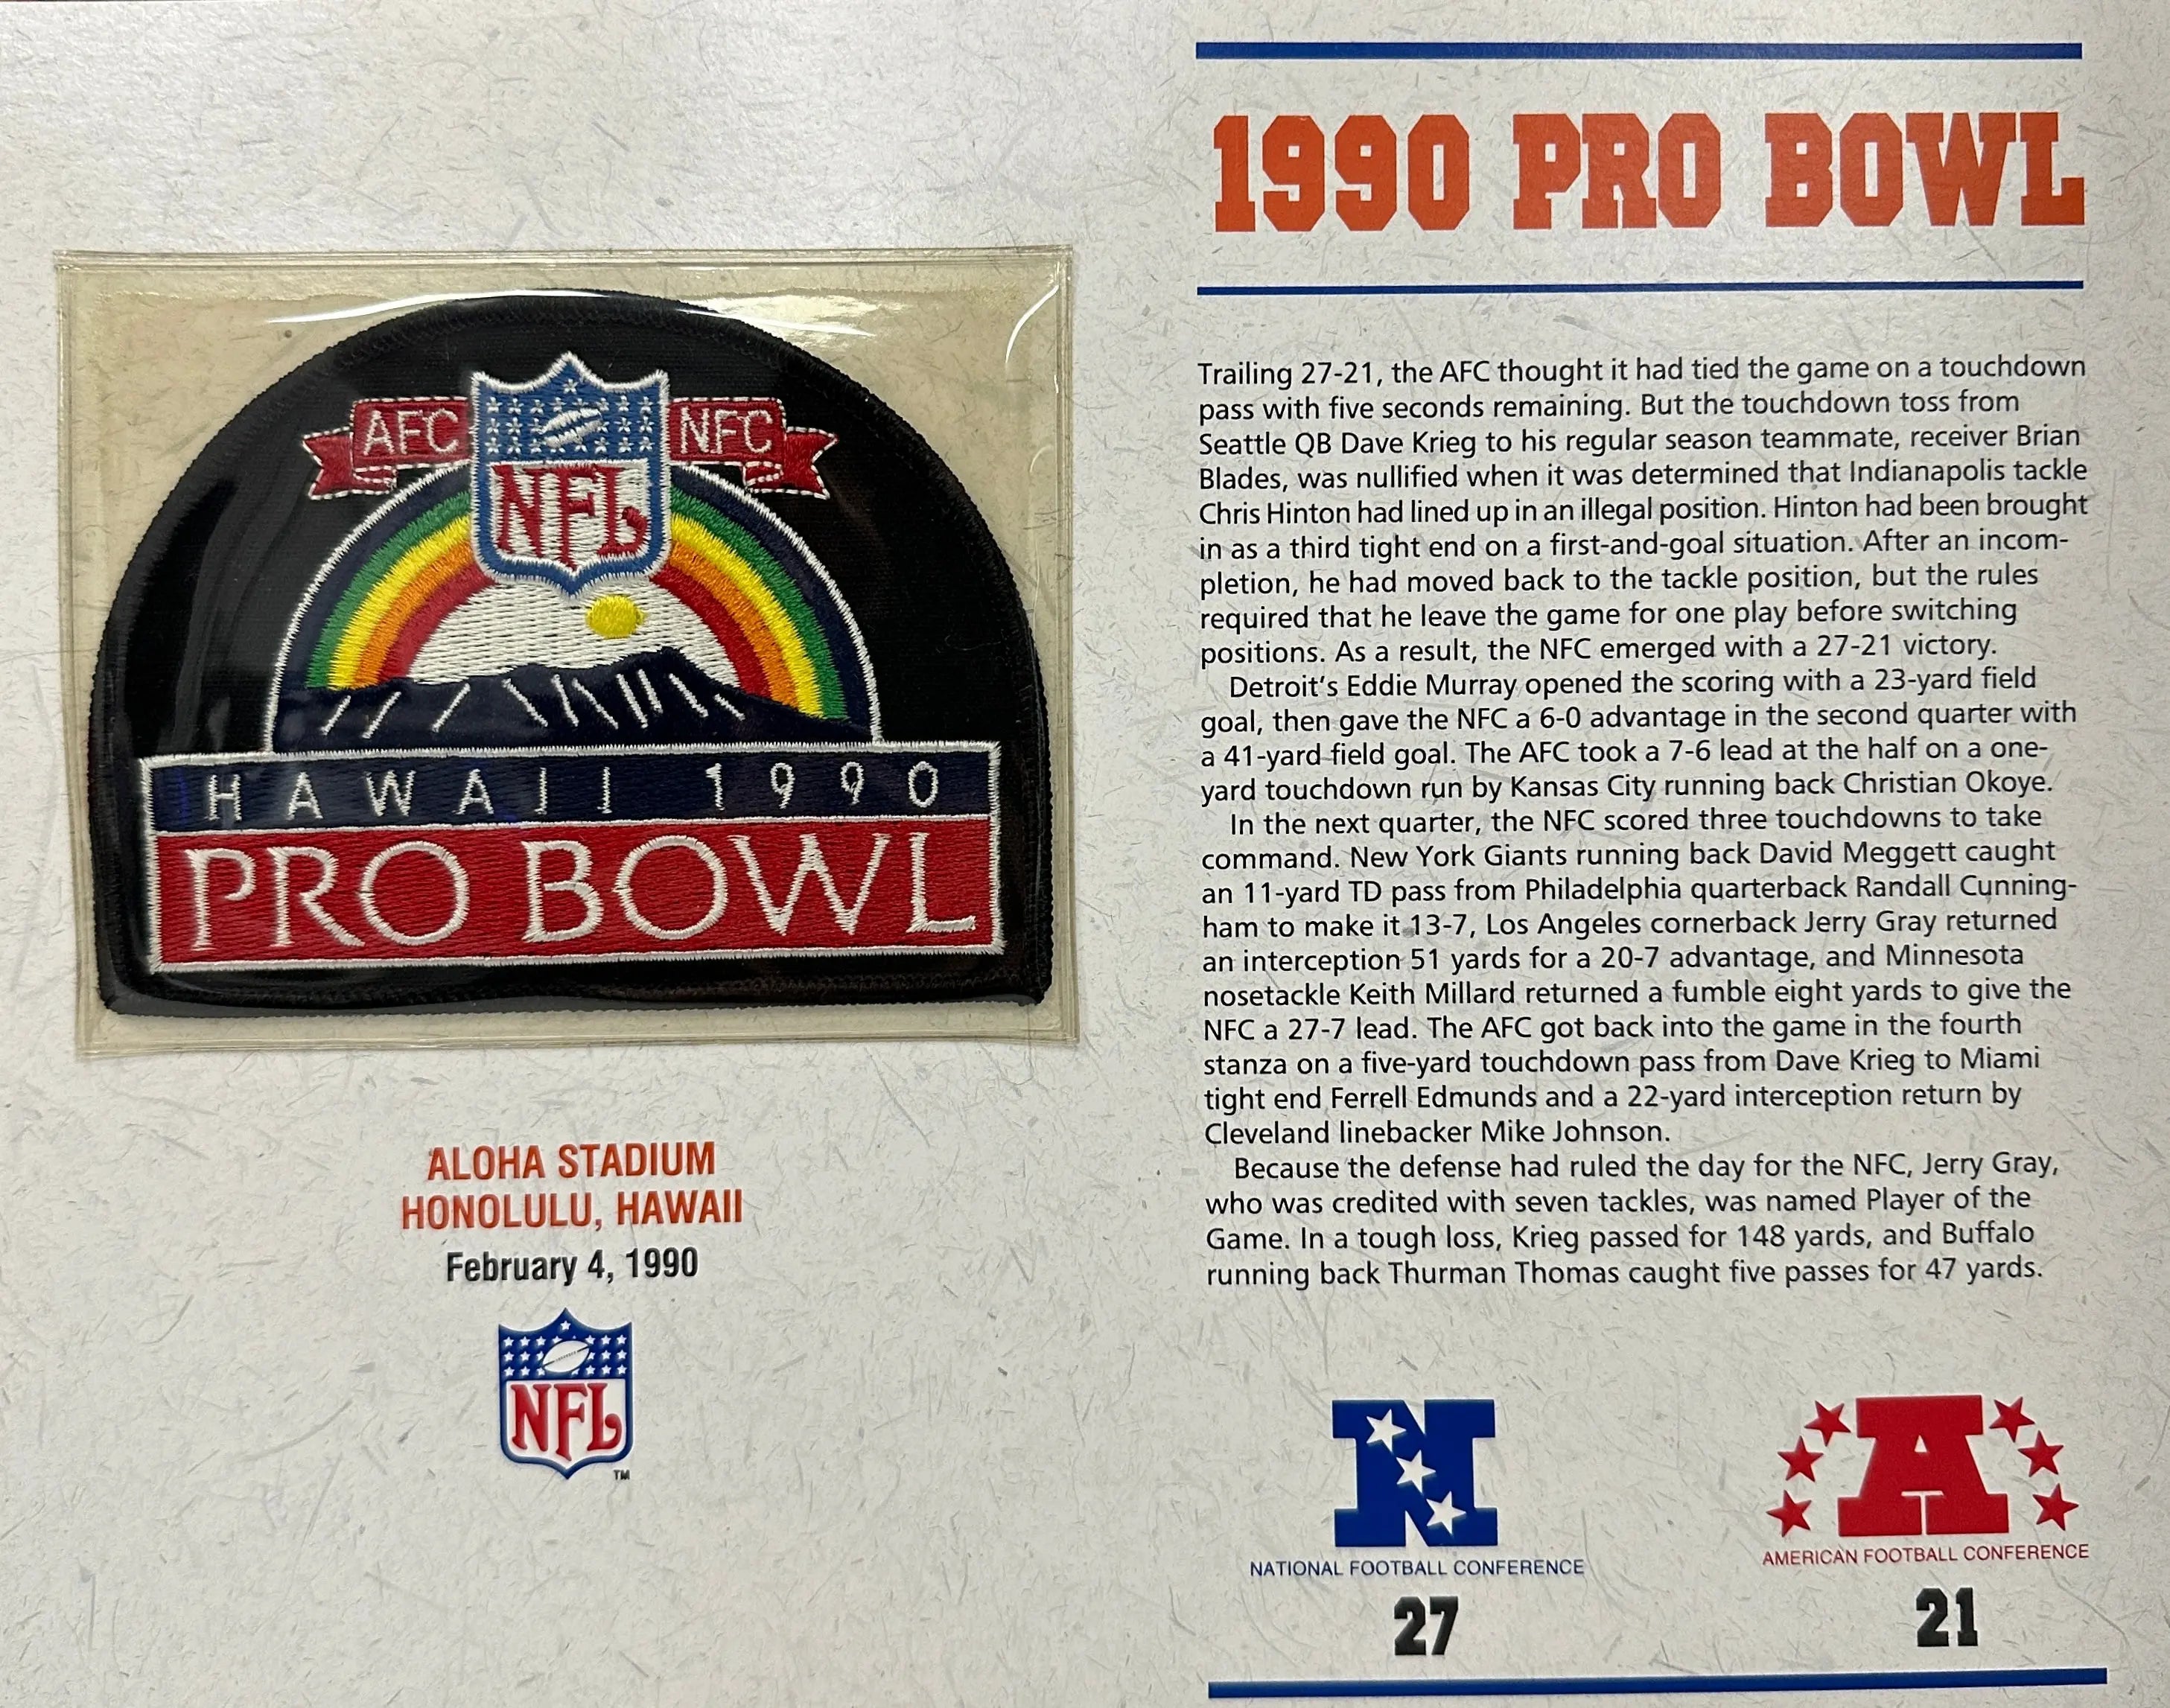 AFC
NFC
NFL
HAWAII 1990
PRO BOWL
ALOHA STADIUM
HONOLULU, HAWAII
February 4, 1990
NFL
TM
1990 PRO BOWL
Trailing 27-21, the AFC thought it had tied the game on a touchdown
pass with five seconds remaining. But the touchdown toss from
Seattle QB Dave Krieg to his regular season teammate, receiver Brian
Blades, was nullified when it was determined that Indianapolis tackle
Chris Hinton had lined up in an illegal position. Hinton had been brought
in as a third tight end on a first-and-goal situation. After an incom-
pletion, he had moved back to the tackle position, but the rules
required that he leave the game for one play before switching
positions. As a result, the NFC emerged with a 27-21 victory.
Detroit's Eddie Murray opened the scoring with a 23-yard field
goal, then gave the NFC a 6-0 advantage in the second quarter with
a 41-yard field goal. The AFC took a 7-6 lead at the half on a one-
yard touchdown run by Kansas City running back Christian Okoye.
In the next quarter, the NFC scored three touchdowns to take
command. New York Giants running back David Meggett caught
an 11-yard TD pass from Philadelphia quarterback Randall Cunning-
ham to make it 13-7, Los Angeles cornerback Jerry Gray returned
an interception 51 yards for a 20-7 advantage, and Minnesota
nosetackle Keith Millard returned a fumble eight yards to give the
NFC a 27-7 lead. The AFC got back into the game in the fourth
stanza on a five-yard touchdown pass from Dave Krieg to Miami
tight end Ferrell Edmunds and a 22-yard interception return by
Cleveland linebacker Mike Johnson.
Because the defense had ruled the day for the NFC, Jerry Gray,
who was credited with seven tackles, was named Player of the
Game. In a tough loss, Krieg passed for 148 yards, and Buffalo
running back Thurman Thomas caught five passes for 47 yards.
N
NATIONAL FOOTBALL CONFERENCE
27
A
AMERICAN FOOTBALL CONFERENCE
21